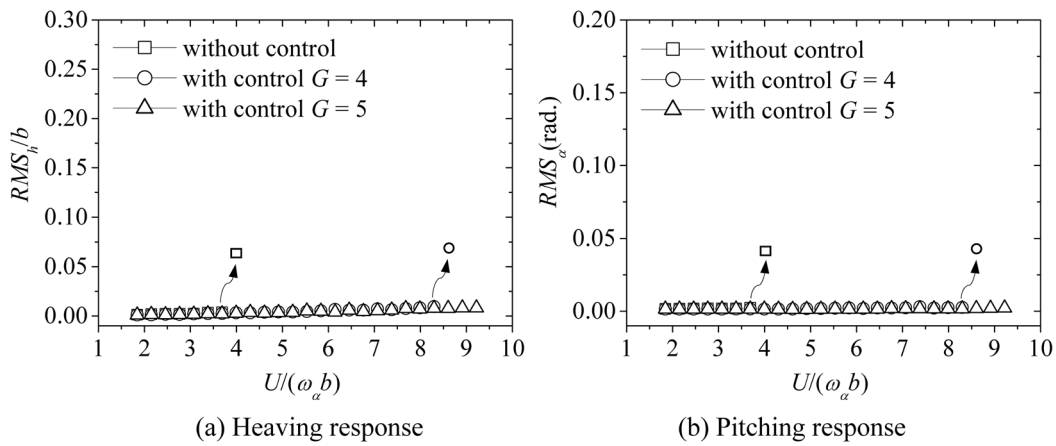 0.30
0.25
0.20
0.15
0.10
0.05
0.00
RMS_h/b
without control
with control G = 4
with control G = 5
1 2 3 4 5 6 7 8 9 10
U/(ω_α b)
(a) Heaving response
0.20
0.15
0.10
0.05
0.00
RMS_α(rad.)
without control
with control G = 4
with control G = 5
1 2 3 4 5 6 7 8 9 10
U/(ω_α b)
(b) Pitching response